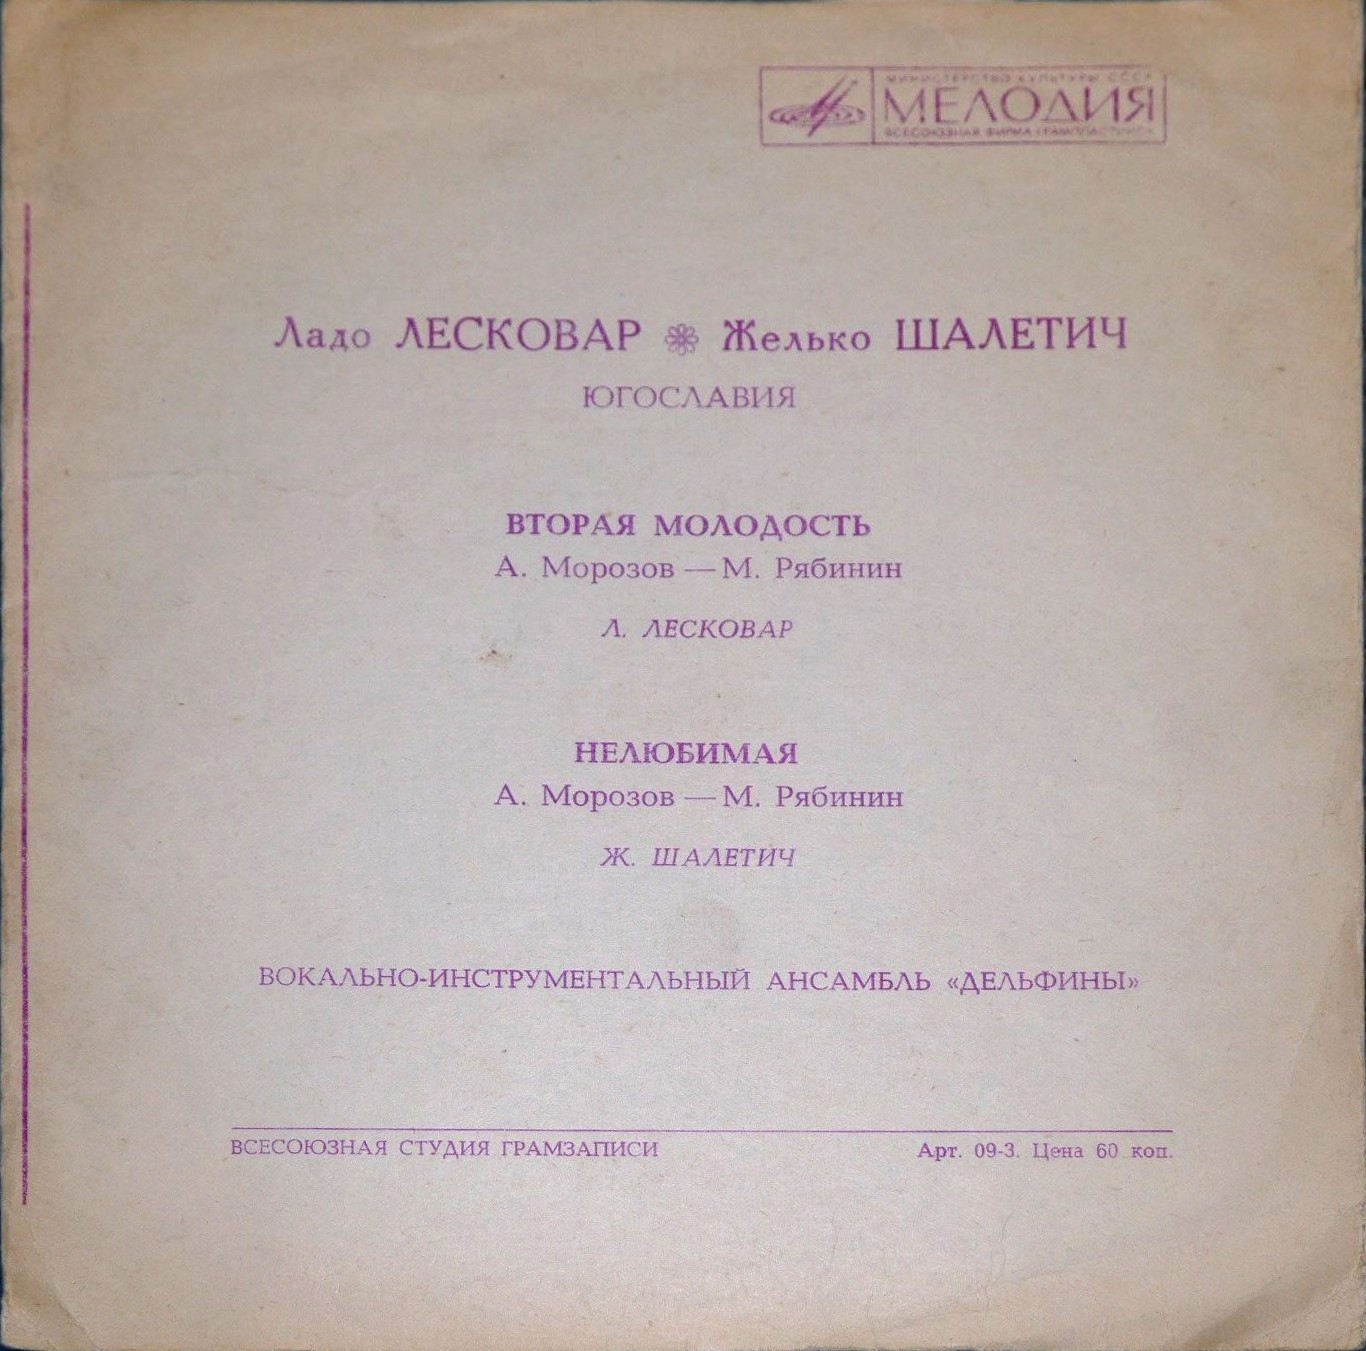 МИНИСТЕРСТВО КУЛЬТУРЫ СССР
МЕЛОДИЯ
ВСЕСОЮЗНАЯ ФИРМА ГРАМПЛАСТИНОК
Ладо ЛЕСКОВАР Желько ШАЛЕТИЧ
ЮГОСЛАВИЯ
ВТОРАЯ МОЛОДОСТЬ
А. Морозов — М. Рябинин
Л. ЛЕСКОВАР
НЕЛЮБИМАЯ
А. Морозов — М. Рябинин
Ж. ШАЛЕТИЧ
ВОКАЛЬНО-ИНСТРУМЕНТАЛЬНЫЙ АНСАМБЛЬ «ДЕЛЬФИНЫ»
ВСЕСОЮЗНАЯ СТУДИЯ ГРАМЗАПИСИ Арт. 09-3. Цена 60 коп.